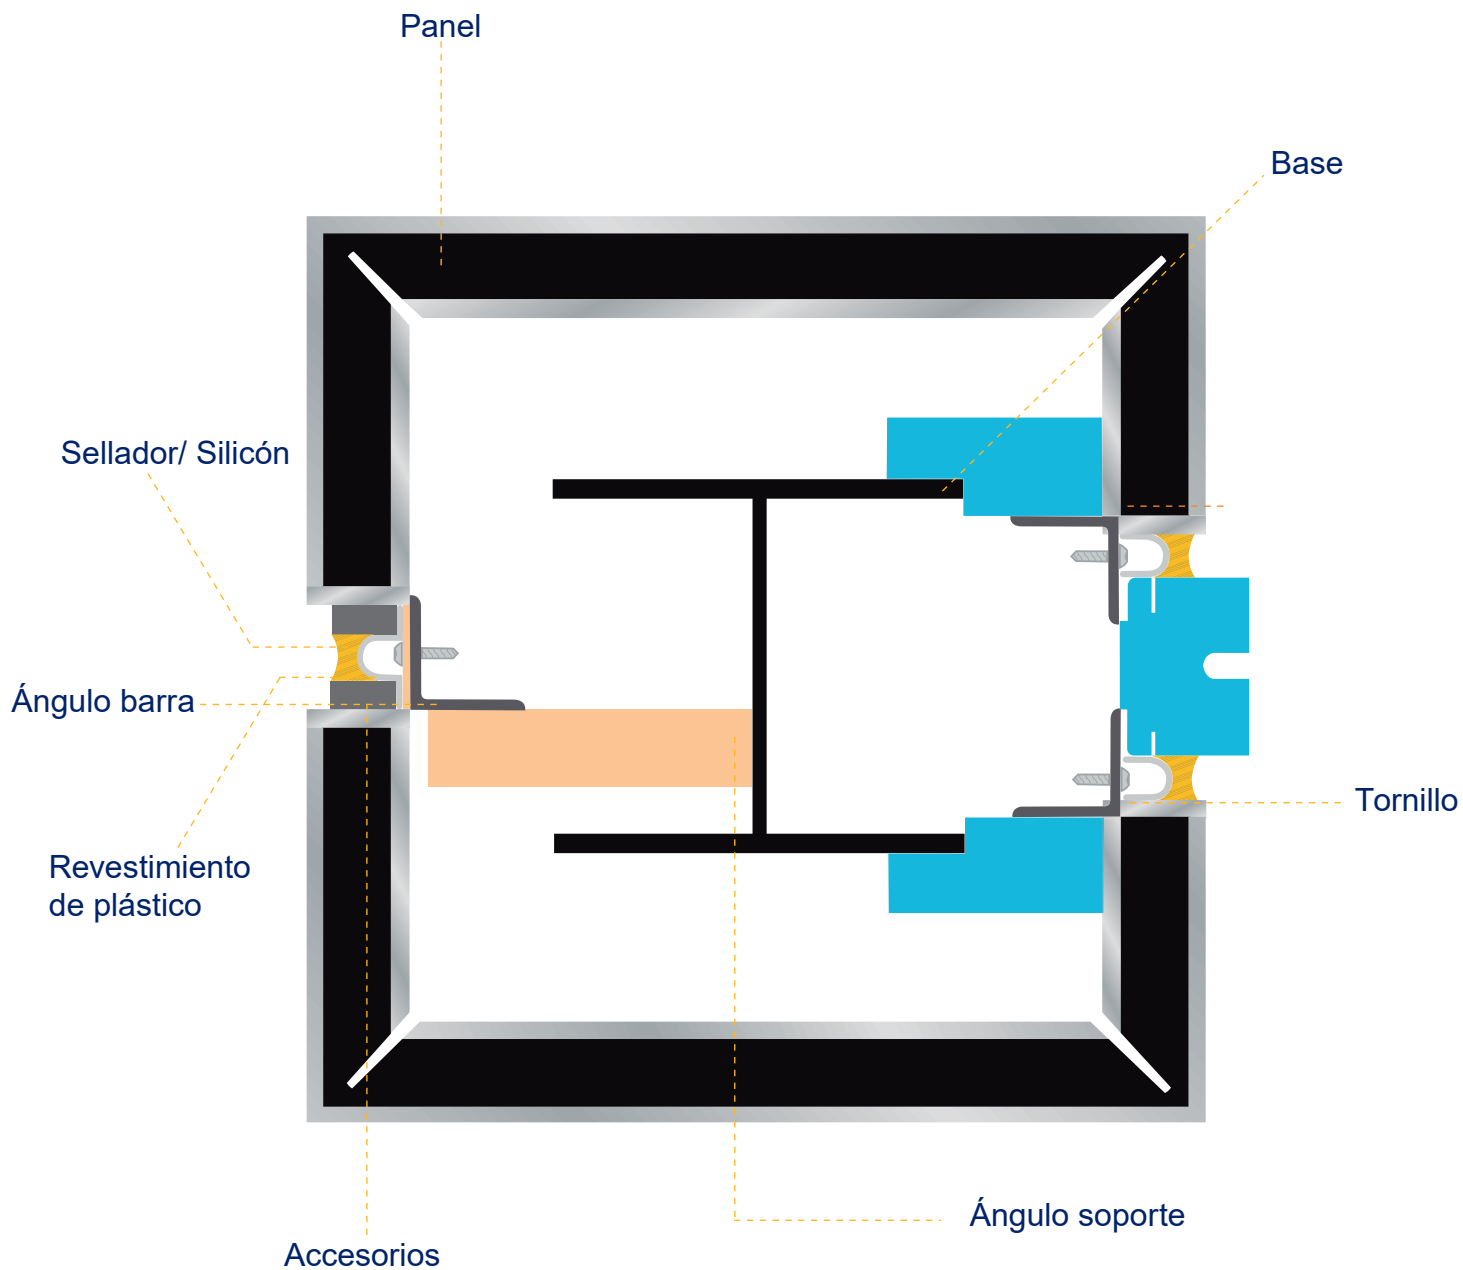 Panel
Base
Sellador/ Silicón
Ángulo barra
Tornillo
Revestimiento
de plástico
Ángulo soporte
Accesorios